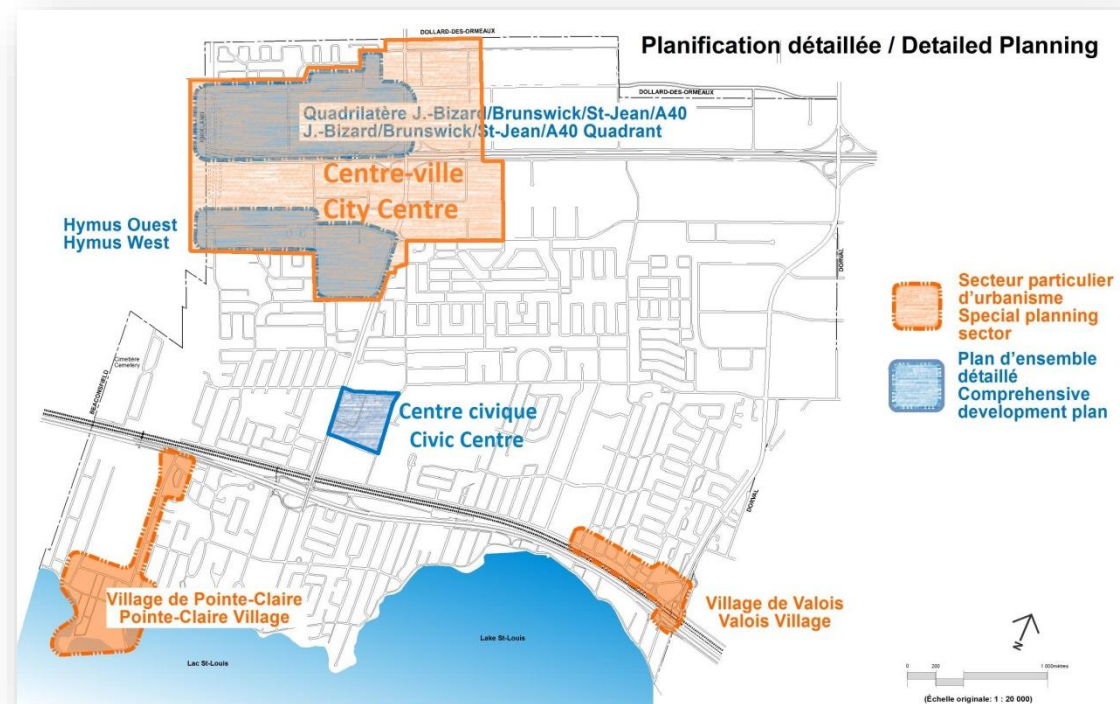 DOLLARD-DES-ORMEAUX
Planification détaillée / Detailed Planning
DOLLARD-DES-ORMEAUX
Quadrilatère J.-Bizard/Brunswick/St-Jean/A40
J.-Bizard/Brunswick/St-Jean/A40 Quadrant
KIRKLAND
Centre-ville
City Centre
Hymus Ouest
Hymus West
DORVAL
Secteur particulier
d'urbanisme
Special planning
sector
Plan d'ensemble
détaillé
Comprehensive
development plan
Cimetière
Cemetery
BEACONSFIELD
Centre civique
Civic Centre
DORVAL
Village de Pointe-Claire
Pointe-Claire Village
Village de Valois
Valois Village
Lac St-Louis
Lake St-Louis
N
0 200 1 000mètres
(Échelle originale: 1 : 20 000)